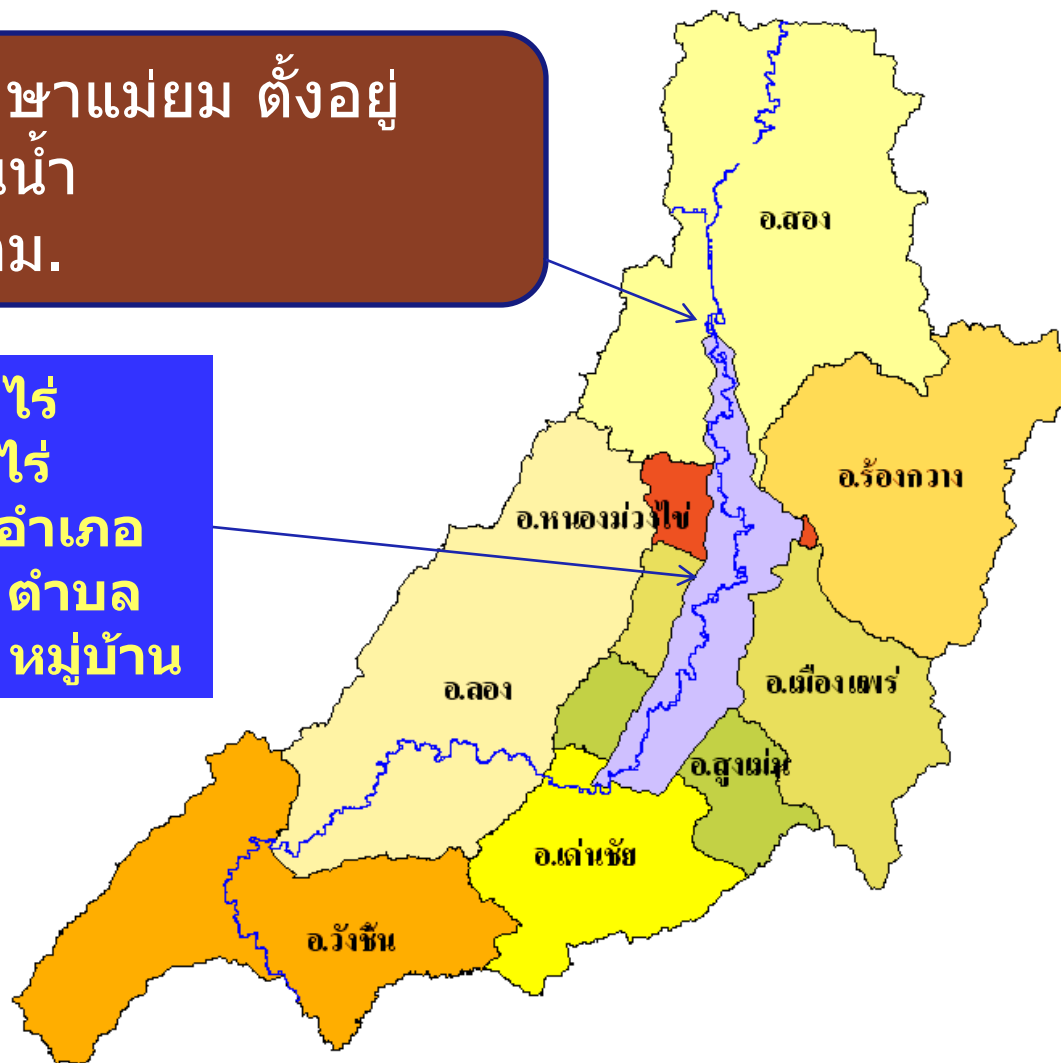 ษาแม่ยม ตั้งอยู่
นน้ำ
กม.
ไร่
ไร่
อำเภอ
ตำบล
หมู่บ้าน
อ.สอง
อ.ร้องกวาง
อ.หนองม่วงไข่
อ.ลอง
อ.เมืองแพร่
อ.สูงเม่น
อ.เด่นชัย
อ.วังชิ้น